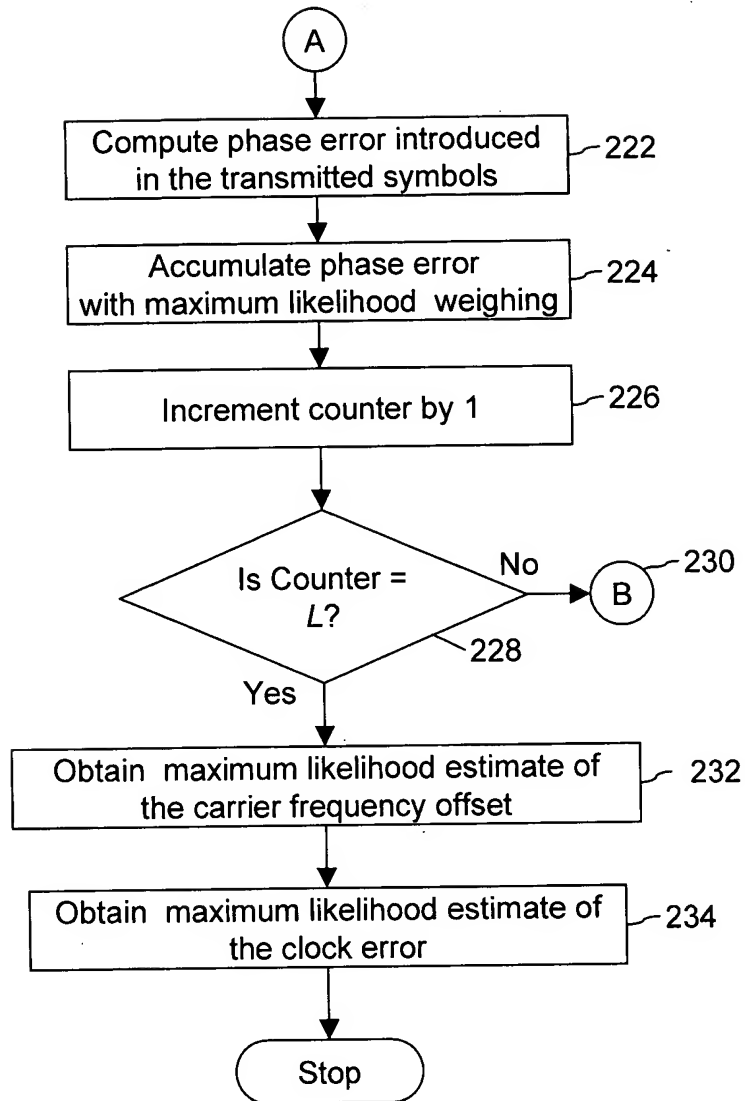 A
Compute phase error introduced
in the transmitted symbols
222
Accumulate phase error
with maximum likelihood weighing
224
Increment counter by 1
226
Is Counter =
L?
No
B
230
228
Yes
Obtain maximum likelihood estimate of
the carrier frequency offset
232
Obtain maximum likelihood estimate of
the clock error
234
Stop